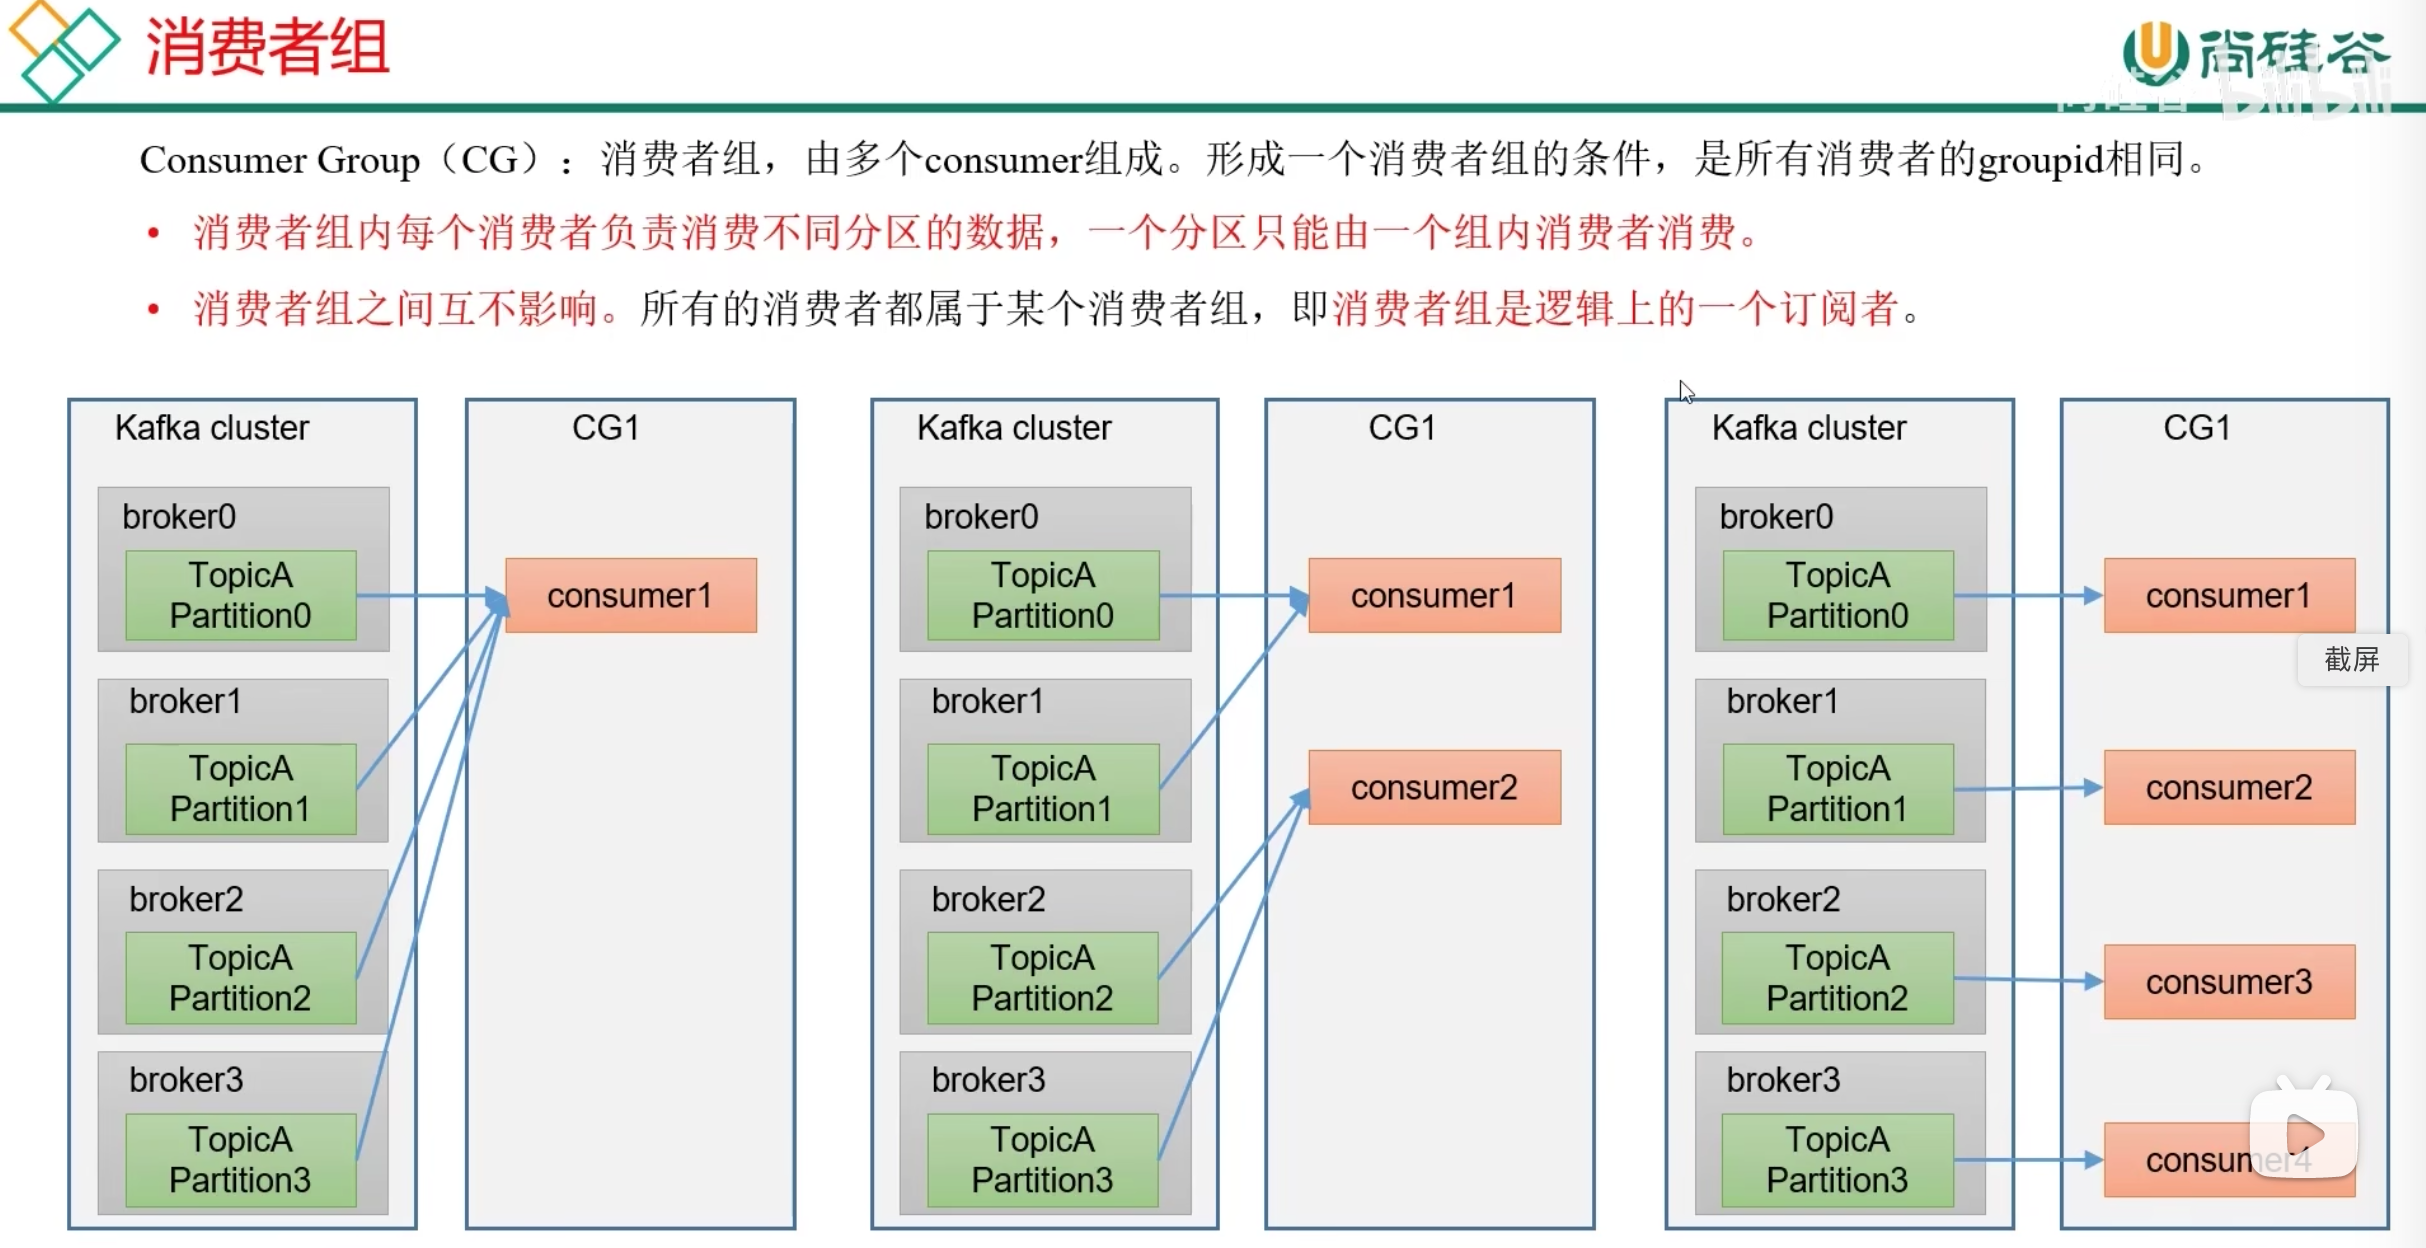 消费者组
尚硅谷
尚硅谷 bilibili
Consumer Group（CG）：消费者组，由多个consumer组成。形成一个消费者组的条件，是所有消费者的groupid相同。
• 消费者组内每个消费者负责消费不同分区的数据，一个分区只能由一个组内消费者消费。
• 消费者组之间互不影响。所有的消费者都属于某个消费者组，即消费者组是逻辑上的一个订阅者。
Kafka cluster
broker0
TopicA
Partition0
broker1
TopicA
Partition1
broker2
TopicA
Partition2
broker3
TopicA
Partition3
CG1
consumer1
Kafka cluster
broker0
TopicA
Partition0
broker1
TopicA
Partition1
broker2
TopicA
Partition2
broker3
TopicA
Partition3
CG1
consumer1
consumer2
Kafka cluster
broker0
TopicA
Partition0
broker1
TopicA
Partition1
broker2
TopicA
Partition2
broker3
TopicA
Partition3
CG1
consumer1
截屏
consumer2
consumer3
consumer4